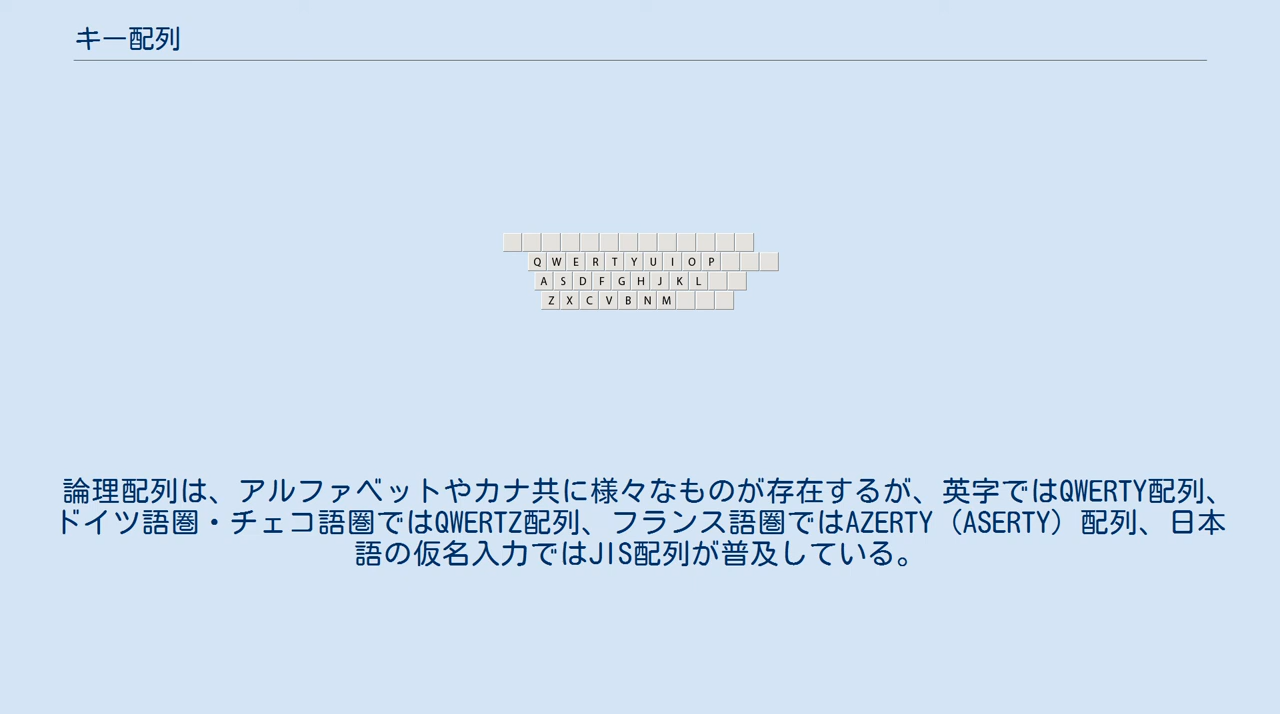 キー配列
Q W E R T Y U I O P
A S D F G H J K L
Z X C V B N M
論理配列は、アルファベットやカナ共に様々なものが存在するが、英字ではQWERTY配列、
ドイツ語圏・チェコ語圏ではQWERTZ配列、フランス語圏ではAZERTY（ASERTY）配列、日本
語の仮名入力ではJIS配列が普及している。